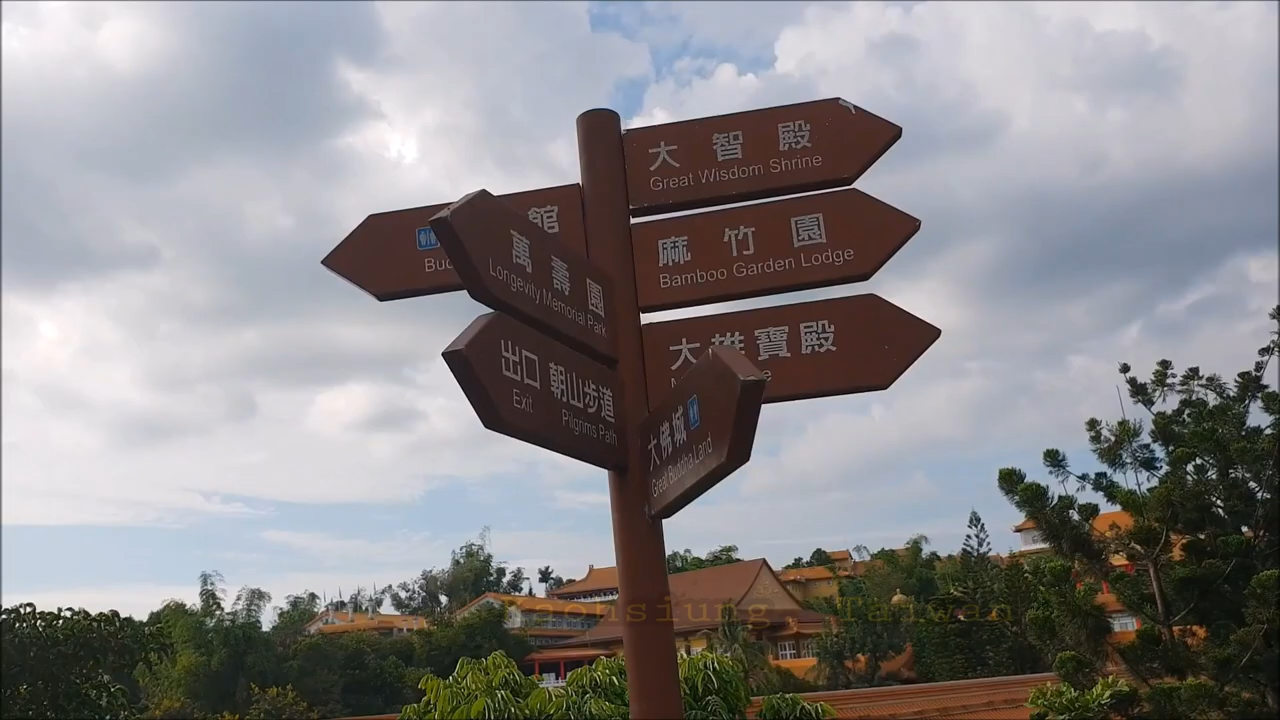 大智殿
Great Wisdom Shrine
館
麻竹園
Bamboo Garden Lodge
萬壽園
Longevity Memorial Park
大雄寶殿
出口 朝山步道
Exit Pilgrims Path
大佛城
Great Buddha Land
Kaohsiung, Taiwan